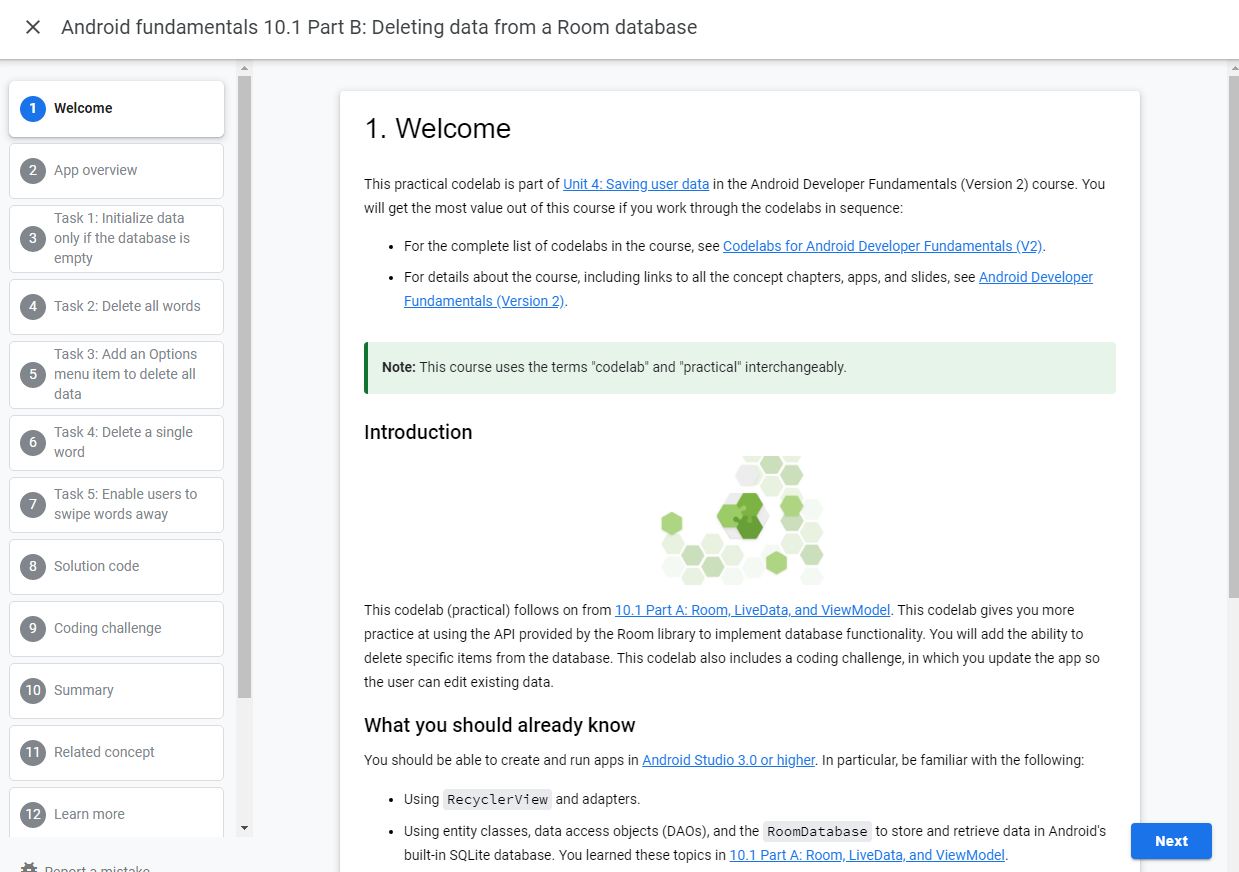 Android fundamentals 10.1 Part B: Deleting data from a Room database
1 Welcome
2 App overview
3 Task 1: Initialize data
only if the database is
empty
4 Task 2: Delete all words
5 Task 3: Add an Options
menu item to delete all
data
6 Task 4: Delete a single
word
7 Task 5: Enable users to
swipe words away
8 Solution code
9 Coding challenge
10 Summary
11 Related concept
12 Learn more
Report a mistake
1. Welcome
This practical codelab is part of Unit 4: Saving user data in the Android Developer Fundamentals (Version 2) course. You
will get the most value out of this course if you work through the codelabs in sequence:
• For the complete list of codelabs in the course, see Codelabs for Android Developer Fundamentals (V2).
• For details about the course, including links to all the concept chapters, apps, and slides, see Android Developer
Fundamentals (Version 2).
Note: This course uses the terms "codelab" and "practical" interchangeably.
Introduction
This codelab (practical) follows on from 10.1 Part A: Room, LiveData, and ViewModel. This codelab gives you more
practice at using the API provided by the Room library to implement database functionality. You will add the ability to
delete specific items from the database. This codelab also includes a coding challenge, in which you update the app so
the user can edit existing data.
What you should already know
You should be able to create and run apps in Android Studio 3.0 or higher. In particular, be familiar with the following:
• Using RecyclerView and adapters.
• Using entity classes, data access objects (DAOs), and the RoomDatabase to store and retrieve data in Android's
built-in SQLite database. You learned these topics in 10.1 Part A: Room, LiveData, and ViewModel.
Next